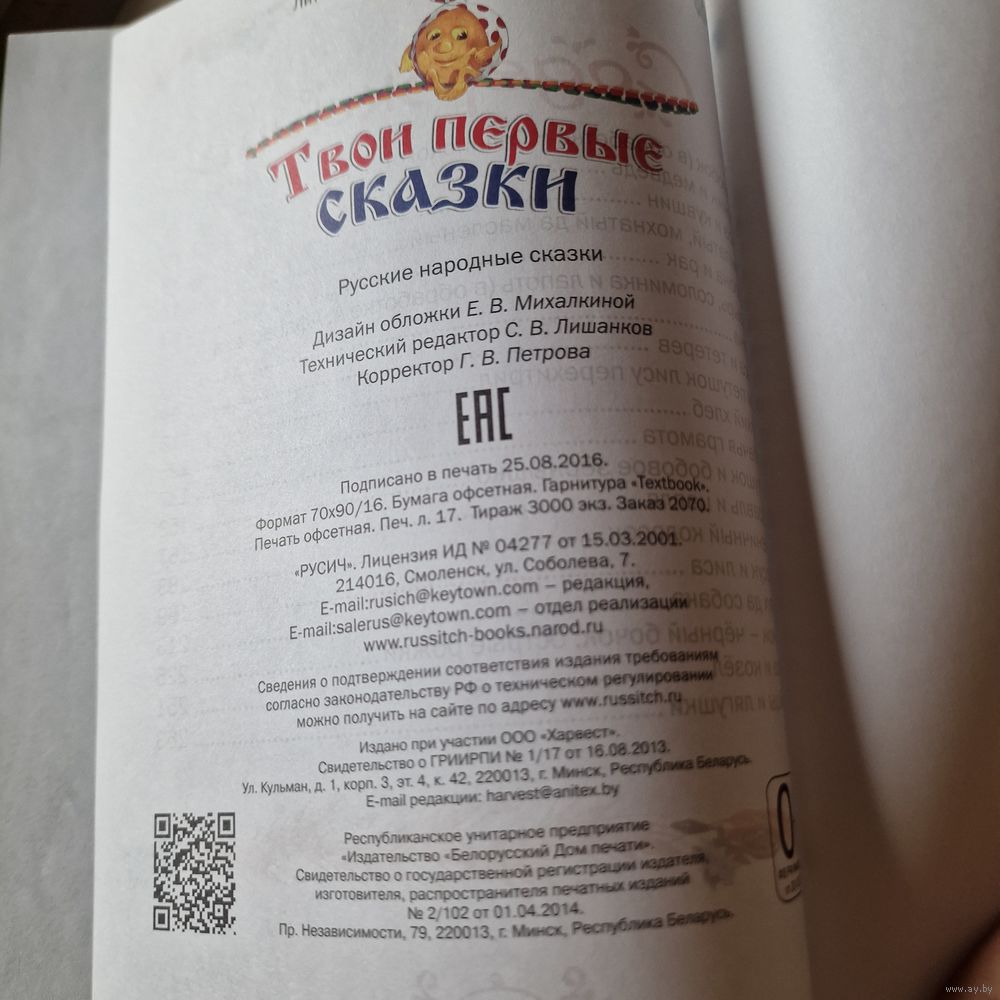 Твои первые
сказки
Русские народные сказки
Дизайн обложки Е. В. Михалкиной
Технический редактор С. В. Лишанков
Корректор Г. В. Петрова
ЕАС
Подписано в печать 25.08.2016.
Формат 70х90/16. Бумага офсетная. Гарнитура «Textbook».
Печать офсетная. Печ. л. 17. Тираж 3000 экз. Заказ 2070.
«РУСИЧ». Лицензия ИД № 04277 от 15.03.2001.
214016, Смоленск, ул. Соболева, 7.
E-mail:rusich@keytown.com – редакция,
E-mail:salerus@keytown.com – отдел реализации
www.russitch-books.narod.ru
Сведения о подтверждении соответствия издания требованиям
согласно законодательству РФ о техническом регулировании
можно получить на сайте по адресу www.russitch.ru
Издано при участии ООО «Харвест».
Свидетельство о ГРИИРПИ № 1/17 от 16.08.2013.
Ул. Кульман, д. 1, корп. 3, эт. 4, к. 42, 220013, г. Минск, Республика Беларусь.
E-mail редакции: harvest@anitex.by
Республиканское унитарное предприятие
«Издательство «Белорусский Дом печати».
Свидетельство о государственной регистрации издателя,
изготовителя, распространителя печатных изданий
№ 2/102 от 01.04.2014.
Пр. Независимости, 79, 220013, г. Минск, Республика Беларусь.
www.ay.by